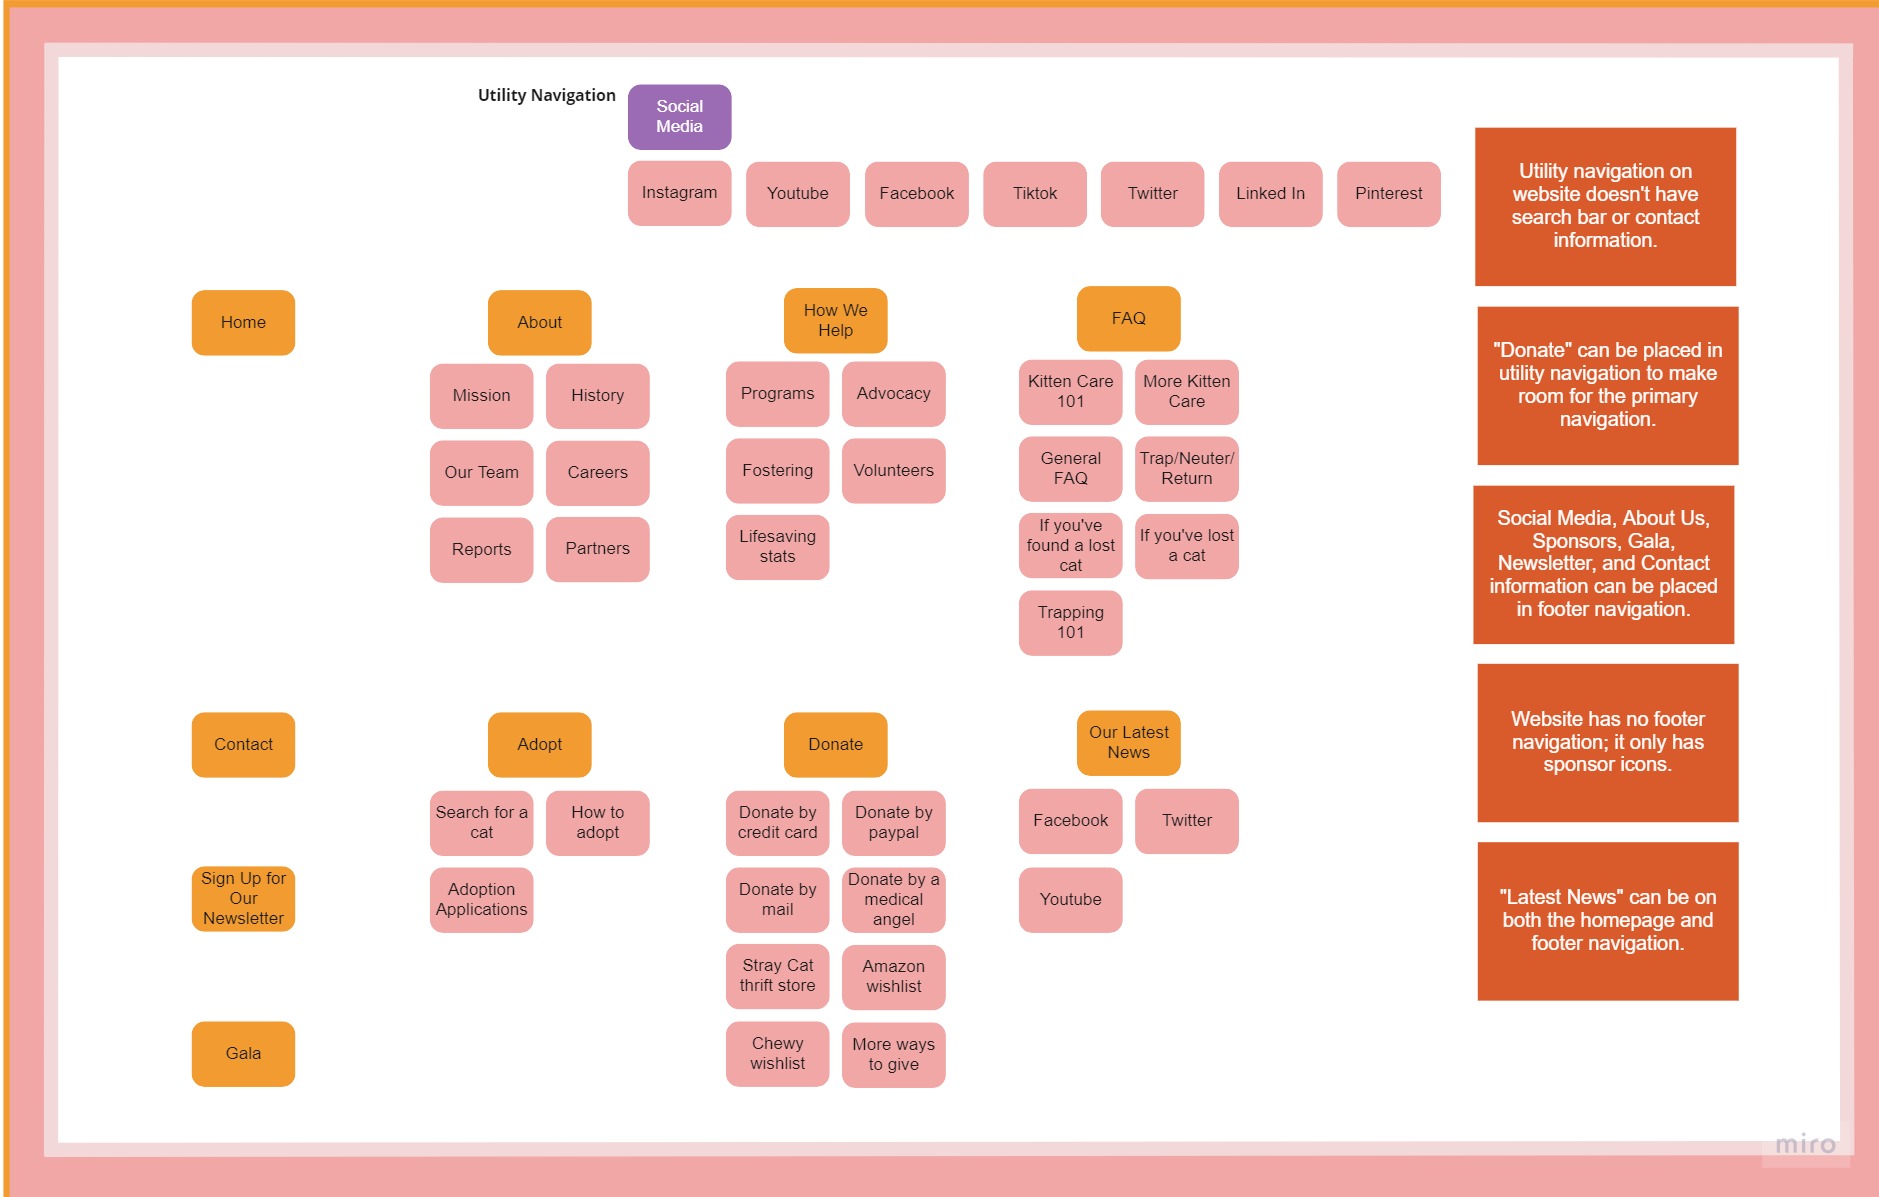 Utility Navigation
Social
Media
Instagram
Youtube
Facebook
Tiktok
Twitter
Linked In
Pinterest
Home
About
Mission
History
Our Team
Careers
Reports
Partners
How We
Help
Programs
Advocacy
Fostering
Volunteers
Lifesaving
stats
FAQ
Kitten Care
101
More Kitten
Care
General
FAQ
Trap/Neuter/
Return
If you've
found a lost
cat
If you've lost
a cat
Trapping
101
Contact
Sign Up for
Our
Newsletter
Gala
Adopt
Search for a
cat
How to
adopt
Adoption
Applications
Donate
Donate by
credit card
Donate by
paypal
Donate by
mail
Donate by a
medical
angel
Stray Cat
thrift store
Amazon
wishlist
Chewy
wishlist
More ways
to give
Our Latest
News
Facebook
Twitter
Youtube
Utility navigation on
website doesn't have
search bar or contact
information.
"Donate" can be placed in
utility navigation to make
room for the primary
navigation.
Social Media, About Us,
Sponsors, Gala,
Newsletter, and Contact
information can be placed
in footer navigation.
Website has no footer
navigation; it only has
sponsor icons.
"Latest News" can be on
both the homepage and
footer navigation.
miro